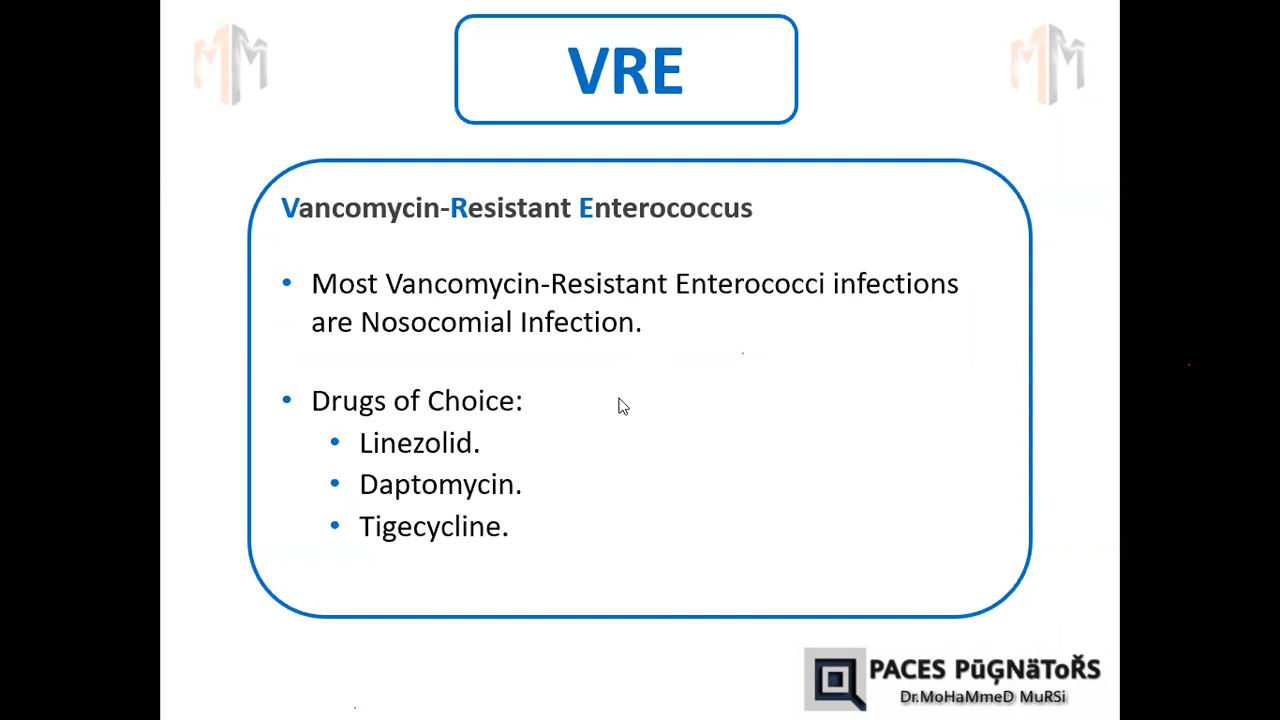 VRE
Vancomycin-Resistant Enterococcus
• Most Vancomycin-Resistant Enterococci infections
are Nosocomial Infection.
• Drugs of Choice:
• Linezolid.
• Daptomycin.
• Tigecycline.
PACES PūĢNäToŘS
Dr.MoHaMmeD MuRSi